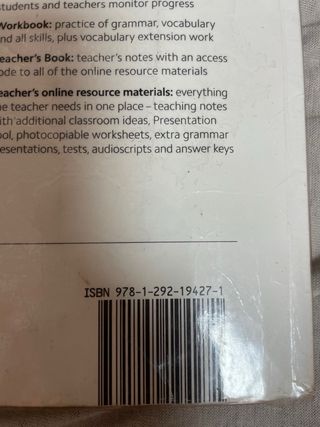 students and teachers monitor progress
Workbook: practice of grammar, vocabulary
and all skills, plus vocabulary extension work
Teacher's Book: teacher's notes with an access
code to all of the online resource materials
Teacher's online resource materials: everything
the teacher needs in one place – teaching notes
with additional classroom ideas, Presentation
tool, photocopiable worksheets, extra grammar
presentations, tests, audioscripts and answer keys
ISBN 978-1-292-19427-1